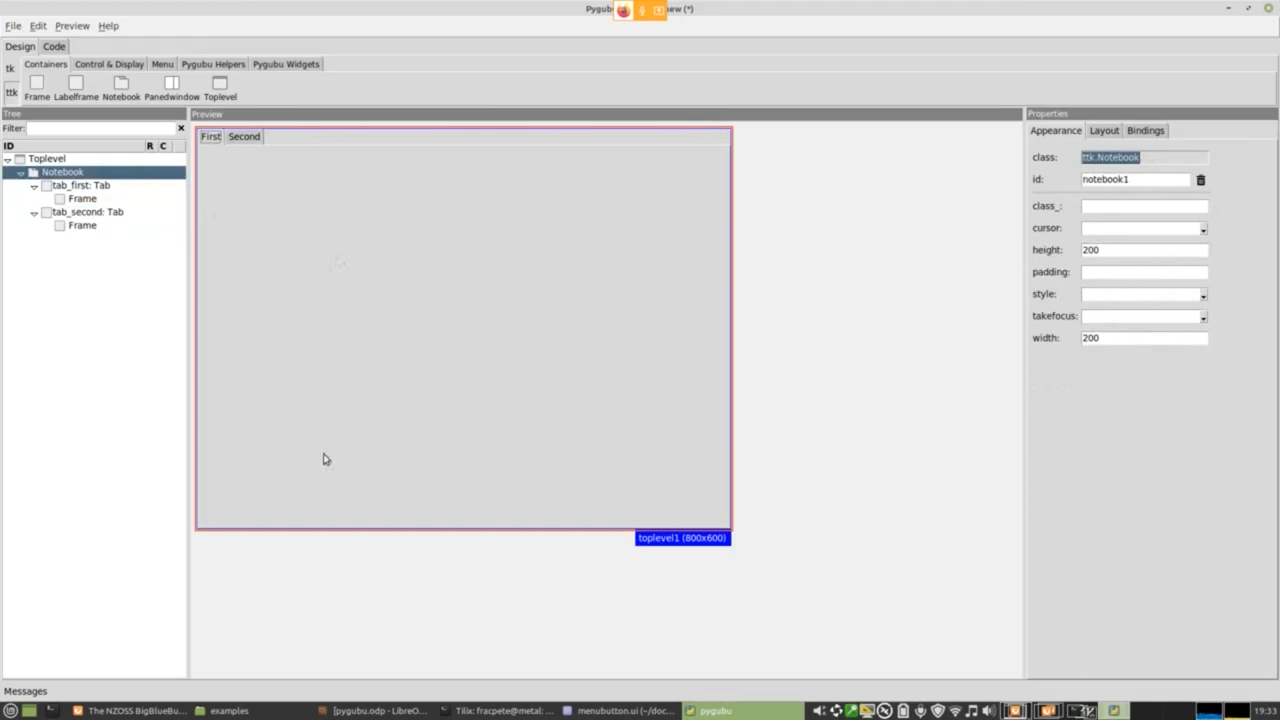 Pygub ew (*)
File Edit Preview Help
Design Code
tk Containers Control & Display Menu Pygubu Helpers Pygubu Widgets
ttk Frame Labelframe Notebook Panedwindow Toplevel
Tree Preview Properties
Filter: Appearance Layout Bindings
ID R C
Toplevel
Notebook
tab_first: Tab
Frame
tab_second: Tab
Frame
First Second
toplevel1 (800x600)
class: ttk.Notebook
id: notebook1
class_:
cursor:
height: 200
padding:
style:
takefocus:
width: 200
Messages
The NZOSS BigBlueBu... examples [pygubu.odp - LibreO... Tilix: fracpete@metal: ... menubutton.ui (~/doc... pygubu 19:33